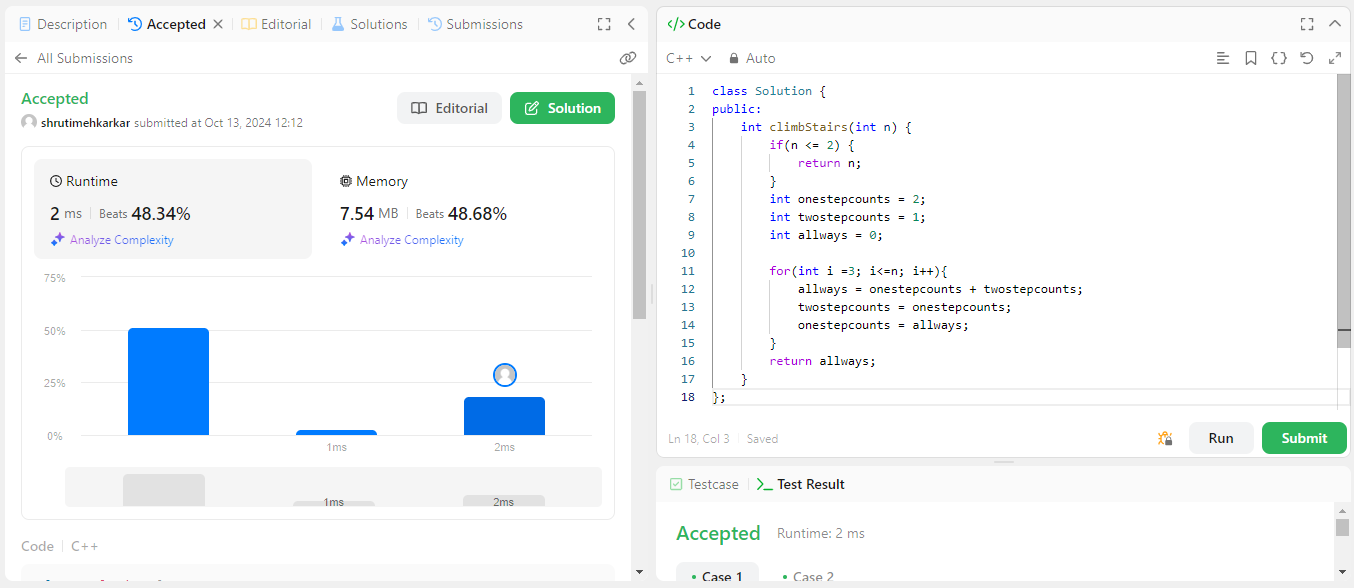 Description
Accepted
Editorial
Solutions
Submissions
All Submissions
Accepted
shrutimehkarkar submitted at Oct 13, 2024 12:12
Editorial
Solution
Runtime
2 ms
Beats 48.34%
Analyze Complexity
Memory
7.54 MB
Beats 48.68%
Analyze Complexity
75%
50%
25%
0%
1ms
2ms
1ms
2ms
Code
C++
</> Code
C++
Auto
1 class Solution {
2 public:
3     int climbStairs(int n) {
4         if(n <= 2) {
5             return n;
6         }
7         int onestepcounts = 2;
8         int twostepcounts = 1;
9         int allways = 0;
10
11         for(int i =3; i<=n; i++){
12             allways = onestepcounts + twostepcounts;
13             twostepcounts = onestepcounts;
14             onestepcounts = allways;
15         }
16         return allways;
17     }
18 };
Ln 18, Col 3
Saved
Run
Submit
Testcase
Test Result
Accepted
Runtime: 2 ms
Case 1
Case 2